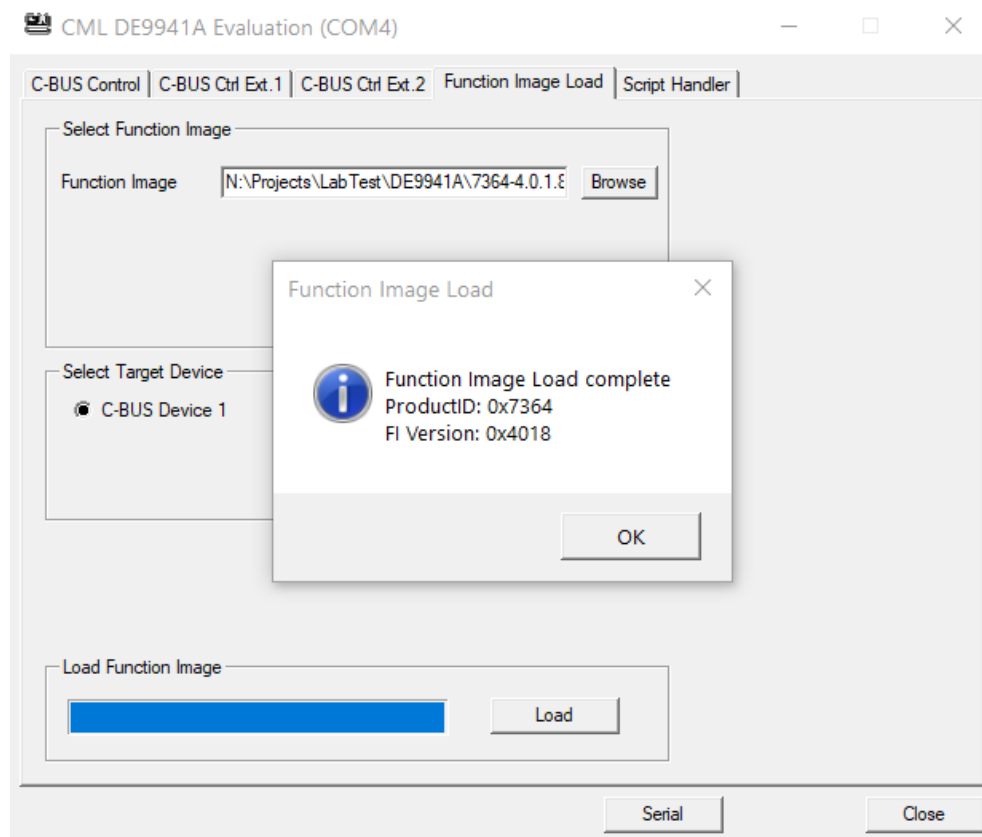 CML DE9941A Evaluation (COM4)
C-BUS Control C-BUS Ctrl Ext.1 C-BUS Ctrl Ext.2 Function Image Load Script Handler
Select Function Image
Function Image N:\Projects\LabTest\DE9941A\7364-4.0.1.8 Browse
Function Image Load
Select Target Device
C-BUS Device 1
Function Image Load complete
ProductID: 0x7364
FI Version: 0x4018
OK
Load Function Image
Load
Serial Close